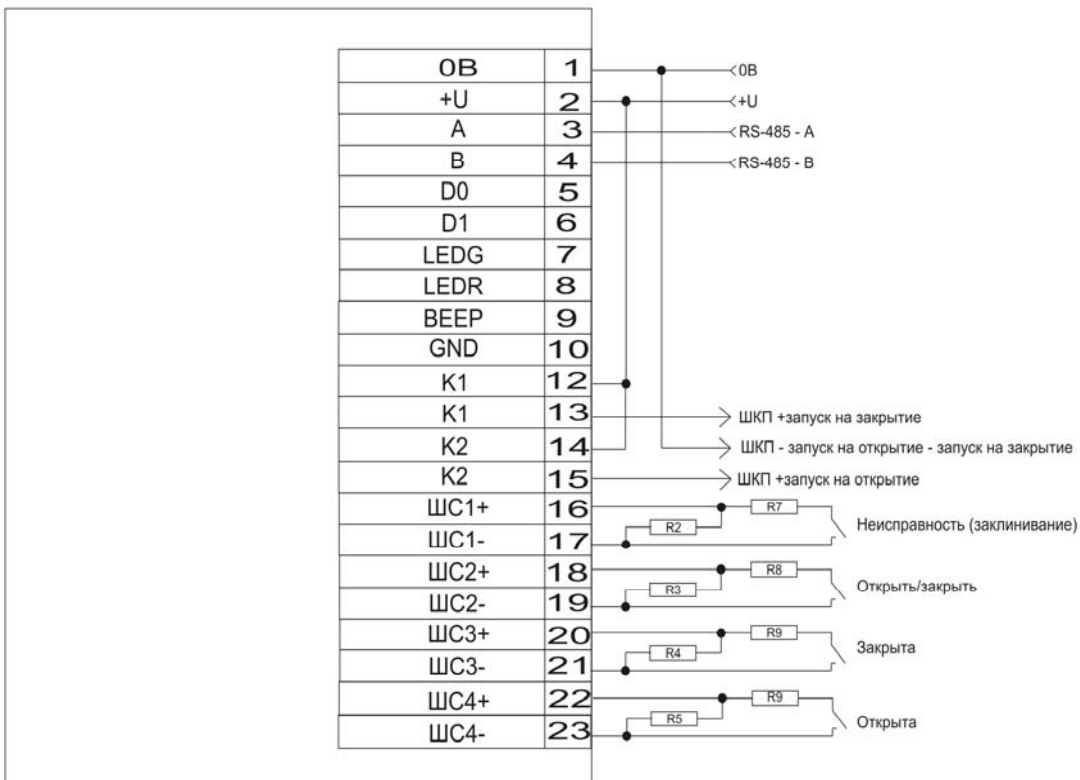 0В 1 0В
+U 2 +U
A 3 RS-485 - A
B 4 RS-485 - B
D0 5
D1 6
LEDG 7
LEDR 8
BEEP 9
GND 10
K1 12
K1 13 ШКП +запуск на закрытие
K2 14 ШКП - запуск на открытие - запуск на закрытие
K2 15 ШКП +запуск на открытие
ШС1+ 16 R7
R2 Неисправность (заклинивание)
ШС1- 17
ШС2+ 18 R8
R3 Открыть/закрыть
ШС2- 19
ШС3+ 20 R9
R4 Закрыта
ШС3- 21
ШС4+ 22 R9
R5 Открыта
ШС4- 23